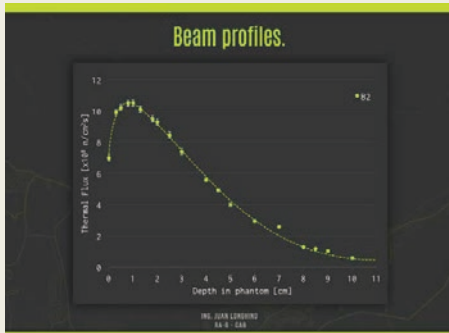 Beam profiles.
12
10
8
6
4
2
0
Thermal Flux [x10⁸ n/cm²s]
B2
0 1 2 3 4 5 6 7 8 9 10 11
Depth in phantom [cm]
ING. JUAN LONGHINO
RA-6 - CAB